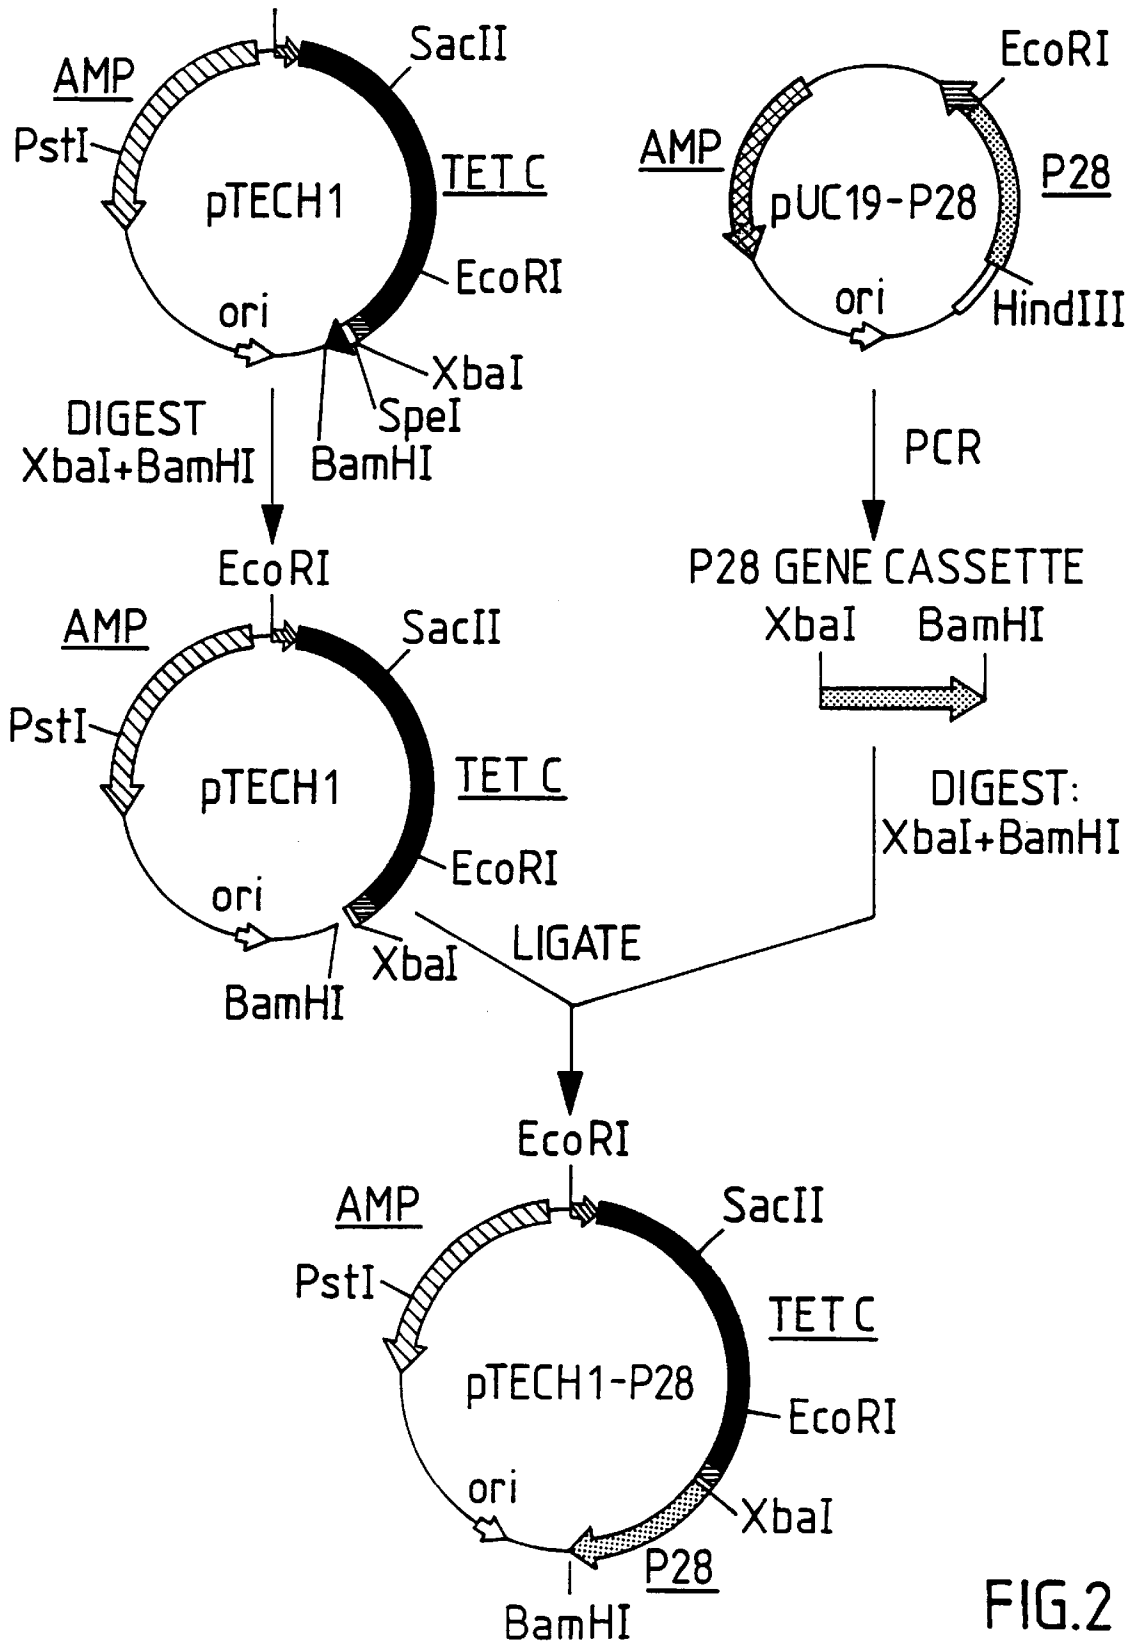 SacII
AMP
PstI
TET C
pTECH1
EcoRI
ori
XbaI
SpeI
BamHI
EcoRI
AMP
P28
pUC19-P28
ori
HindIII
DIGEST
XbaI+BamHI
PCR
P28 GENE CASSETTE
XbaI BamHI
DIGEST:
XbaI+BamHI
EcoRI
AMP
SacII
PstI
TET C
pTECH1
EcoRI
ori
XbaI
BamHI
LIGATE
EcoRI
AMP
SacII
PstI
TET C
pTECH1-P28
EcoRI
ori
XbaI
P28
BamHI
FIG.2